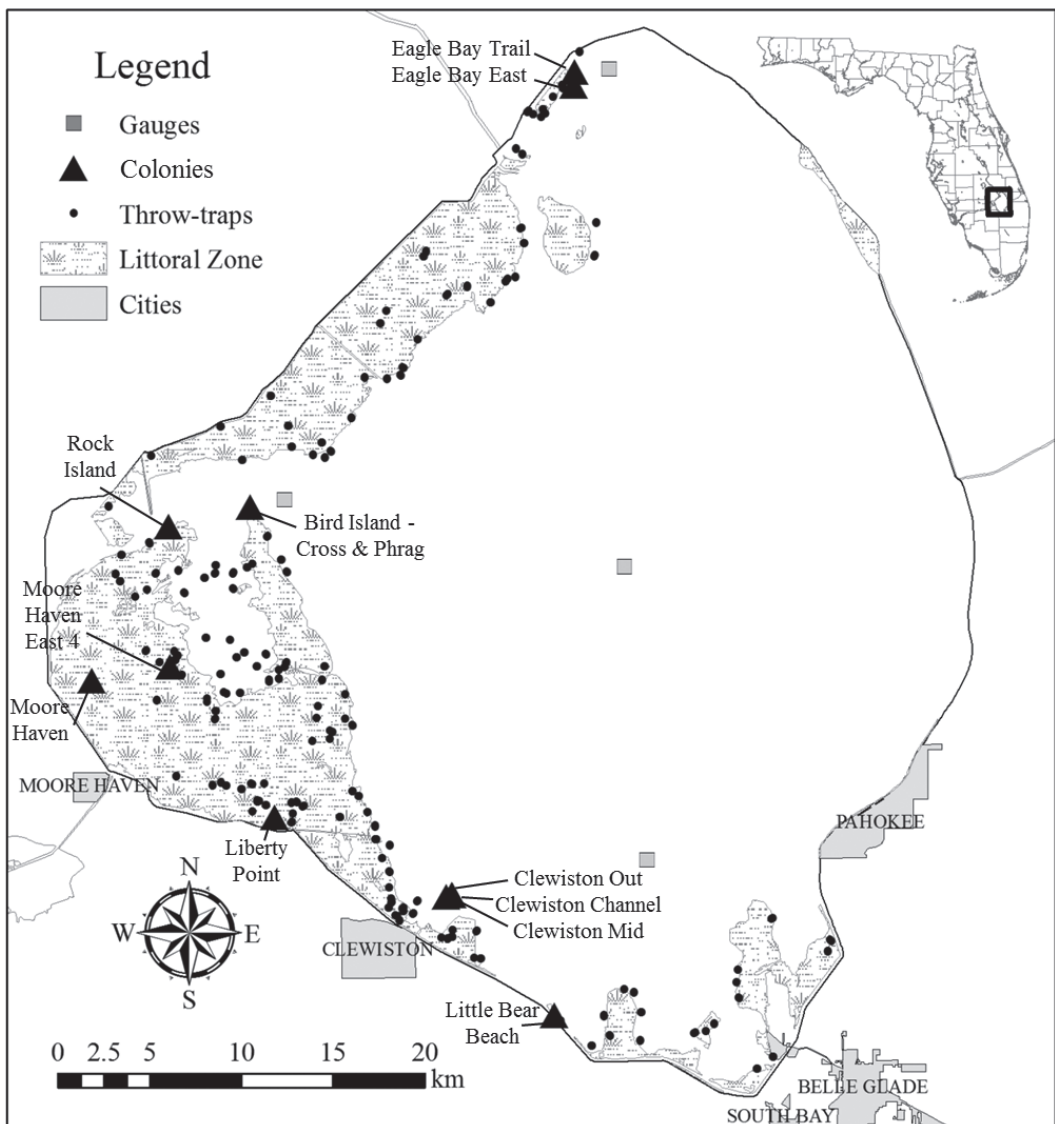 Legend
Gauges
Colonies
Throw-traps
Littoral Zone
Cities
Eagle Bay Trail
Eagle Bay East
Rock
Island
Bird Island -
Cross & Phrag
Moore
Haven
East 4
Moore
Haven
MOORE HAVEN
Liberty
Point
PAHOKEE
Clewiston Out
Clewiston Channel
Clewiston Mid
CLEWISTON
N
W E
S
Little Bear
Beach
0 2.5 5 10 15 20
km
BELLE GLADE
SOUTH BAY